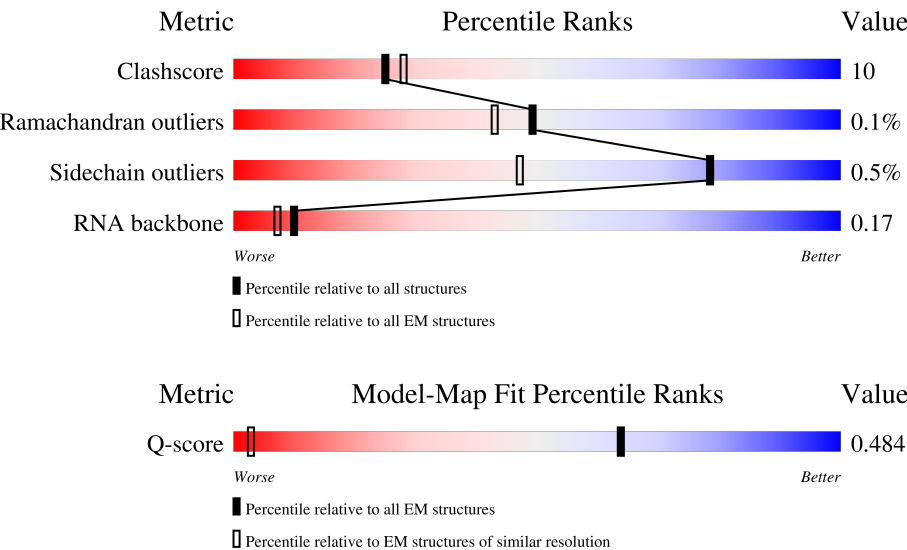 Metric Percentile Ranks Value
Clashscore 10
Ramachandran outliers 0.1%
Sidechain outliers 0.5%
RNA backbone 0.17
Worse Better
Percentile relative to all structures
Percentile relative to all EM structures
Metric Model-Map Fit Percentile Ranks Value
Q-score 0.484
Worse Better
Percentile relative to all EM structures
Percentile relative to EM structures of similar resolution